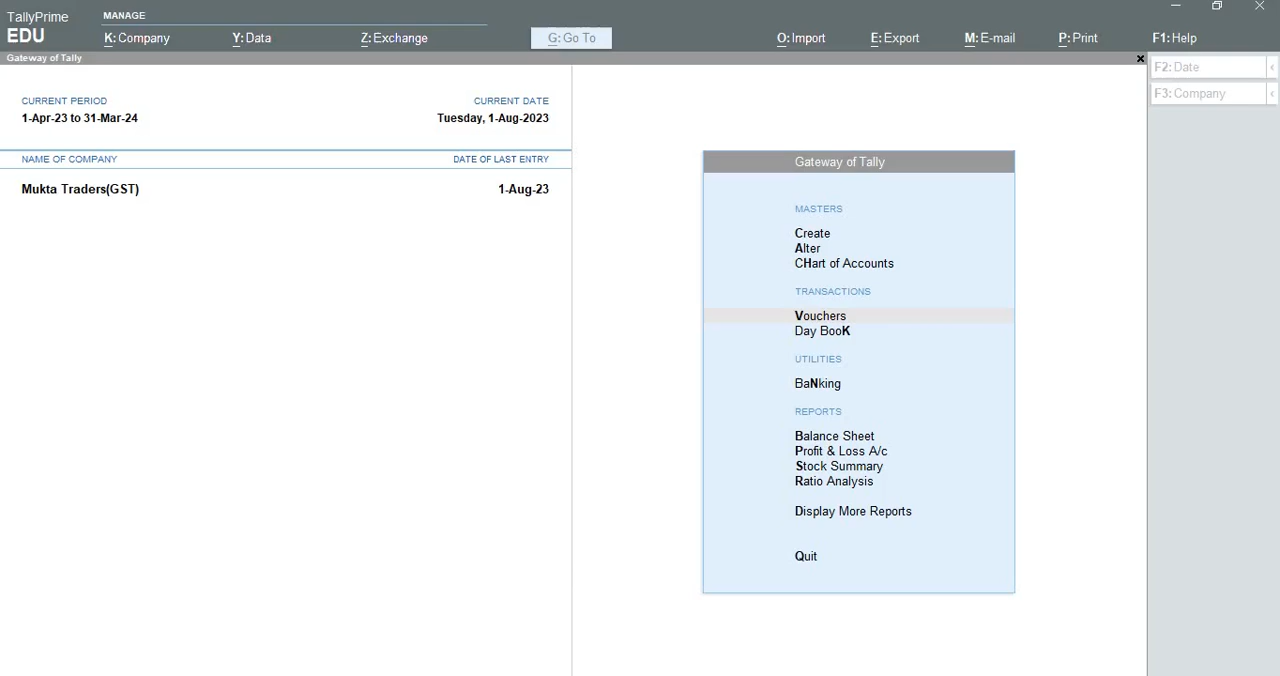 TallyPrime
EDU
MANAGE
K: Company
Y: Data
Z: Exchange
G: Go To
O: Import
E: Export
M: E-mail
P: Print
F1: Help
Gateway of Tally
F2: Date
F3: Company
CURRENT PERIOD
CURRENT DATE
1-Apr-23 to 31-Mar-24
Tuesday, 1-Aug-2023
NAME OF COMPANY
DATE OF LAST ENTRY
Mukta Traders(GST)
1-Aug-23
Gateway of Tally
MASTERS
Create
Alter
CHart of Accounts
TRANSACTIONS
Vouchers
Day BooK
UTILITIES
BaNking
REPORTS
Balance Sheet
Profit & Loss A/c
Stock Summary
Ratio Analysis
Display More Reports
Quit